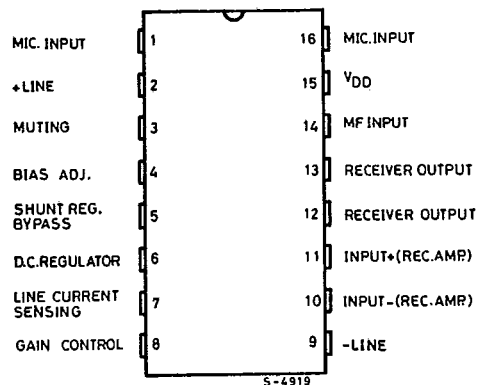 MIC. INPUT 1 16 MIC. INPUT
+LINE 2 15 VDD
MUTING 3 14 MF INPUT
BIAS ADJ. 4 13 RECEIVER OUTPUT
SHUNT REG.
BYPASS 5 12 RECEIVER OUTPUT
D.C. REGULATOR 6 11 INPUT+(REC. AMP.)
LINE CURRENT
SENSING 7 10 INPUT-(REC. AMP.)
GAIN CONTROL 8 9 -LINE
S-4919